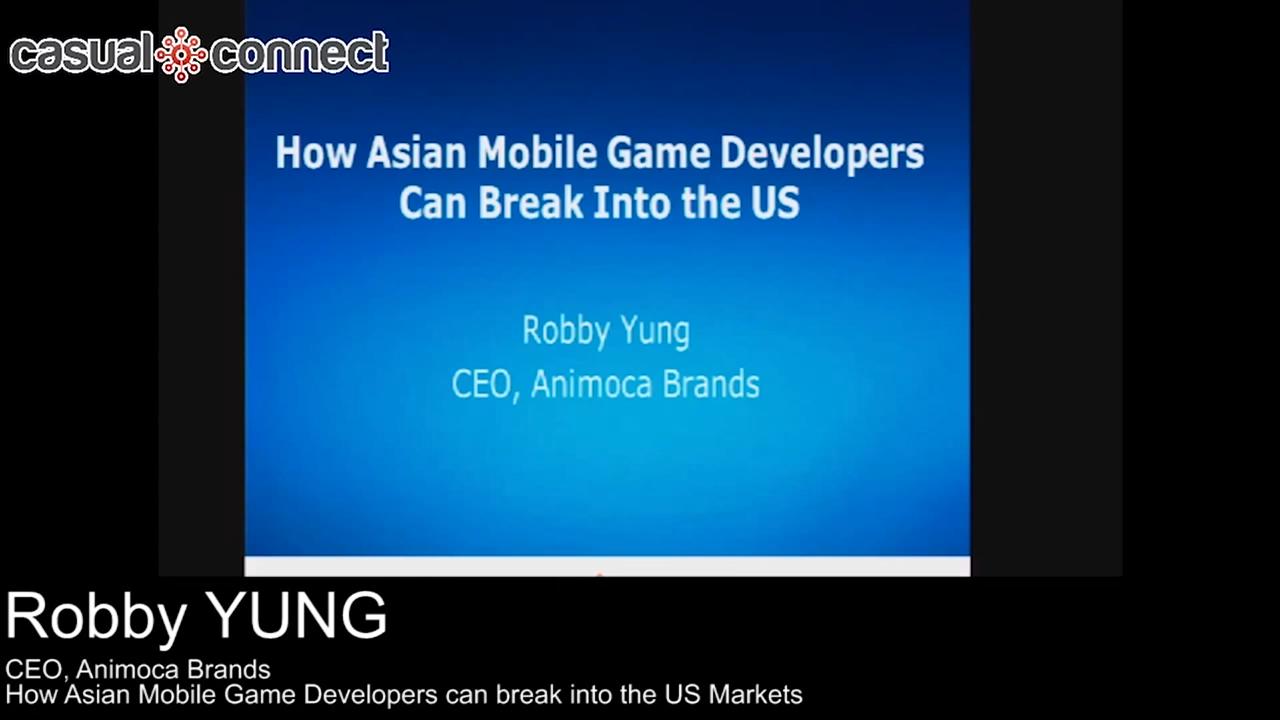 casual connect
How Asian Mobile Game Developers
Can Break Into the US
Robby Yung
CEO, Animoca Brands
Robby YUNG
CEO, Animoca Brands
How Asian Mobile Game Developers can break into the US Markets